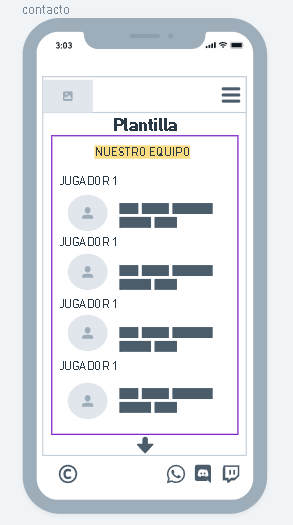 contacto
3:03
Plantilla
NUESTRO EQUIPO
JUGADOR 1
JUGADOR 1
JUGADOR 1
JUGADOR 1
©